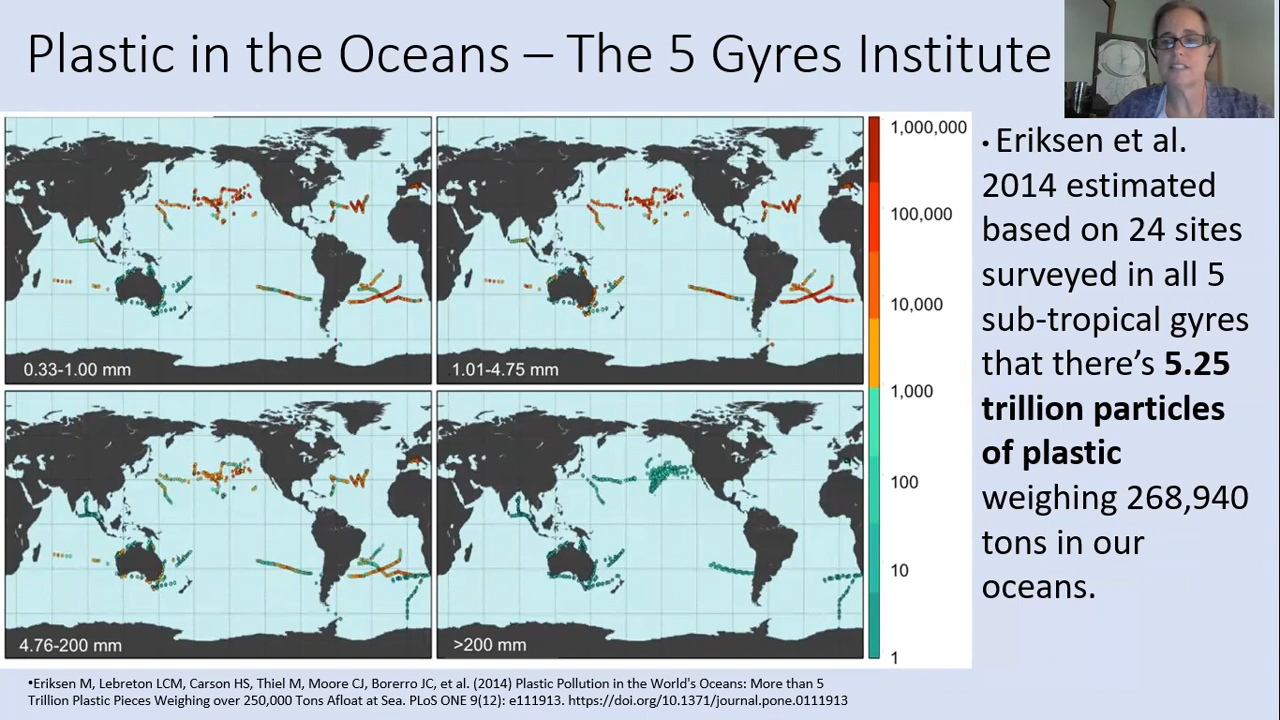 Plastic in the Oceans – The 5 Gyres Institute
0.33-1.00 mm
1.01-4.75 mm
4.76-200 mm
>200 mm
1,000,000
100,000
10,000
1,000
100
10
1
• Eriksen et al.
2014 estimated
based on 24 sites
surveyed in all 5
sub-tropical gyres
that there’s 5.25
trillion particles
of plastic
weighing 268,940
tons in our
oceans.
•Eriksen M, Lebreton LCM, Carson HS, Thiel M, Moore CJ, Borerro JC, et al. (2014) Plastic Pollution in the World's Oceans: More than 5
Trillion Plastic Pieces Weighing over 250,000 Tons Afloat at Sea. PLoS ONE 9(12): e111913. https://doi.org/10.1371/journal.pone.0111913